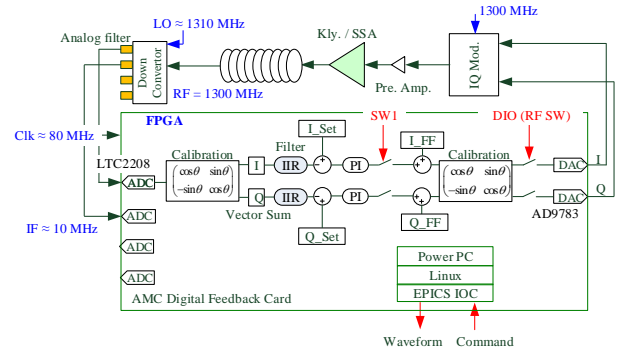 LO ≈ 1310 MHz
Kly. / SSA
1300 MHz
Analog filter
Down Convertor
IQ Mod.
RF = 1300 MHz
Pre. Amp.
FPGA
Clk ≈ 80 MHz
SW1
DIO (RF SW)
I_Set
I_FF
Filter
LTC2208
Calibration
Calibration
ADC
cosθ sinθ
−sinθ cosθ
I
IIR
PI
cosθ sinθ
−sinθ cosθ
DAC
I
Q
IIR
PI
DAC
Q
Vector Sum
AD9783
ADC
IF ≈ 10 MHz
Q_Set
Q_FF
ADC
Power PC
Linux
ADC
EPICS IOC
AMC Digital Feedback Card
Waveform
Command